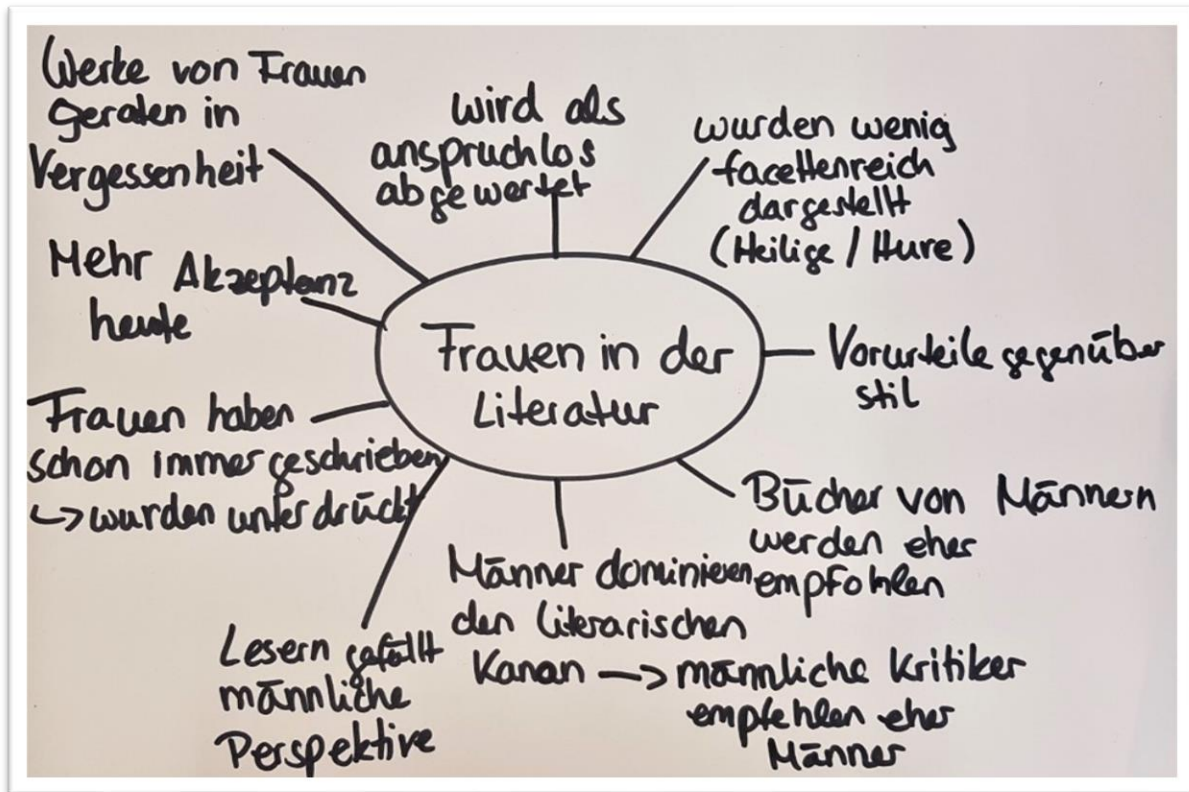 Werke von Frauen
geraten in
Vergessenheit
wird als
anspruchlos
abgewertet
wurden wenig
facettenreich
dargestellt
(Heilige / Hure)
Mehr Akzeptanz
heute
Frauen in der
Literatur
Vorurteile gegenüber
stil
Frauen haben
schon immer geschrieben
↳ wurden unterdrückt
Bücher von Männern
werden eher
empfohlen
Männer dominieren
den literarischen
Kanan → männliche Kritiker
empfehlen eher
Männer
Lesern gefällt
männliche
Perspektive